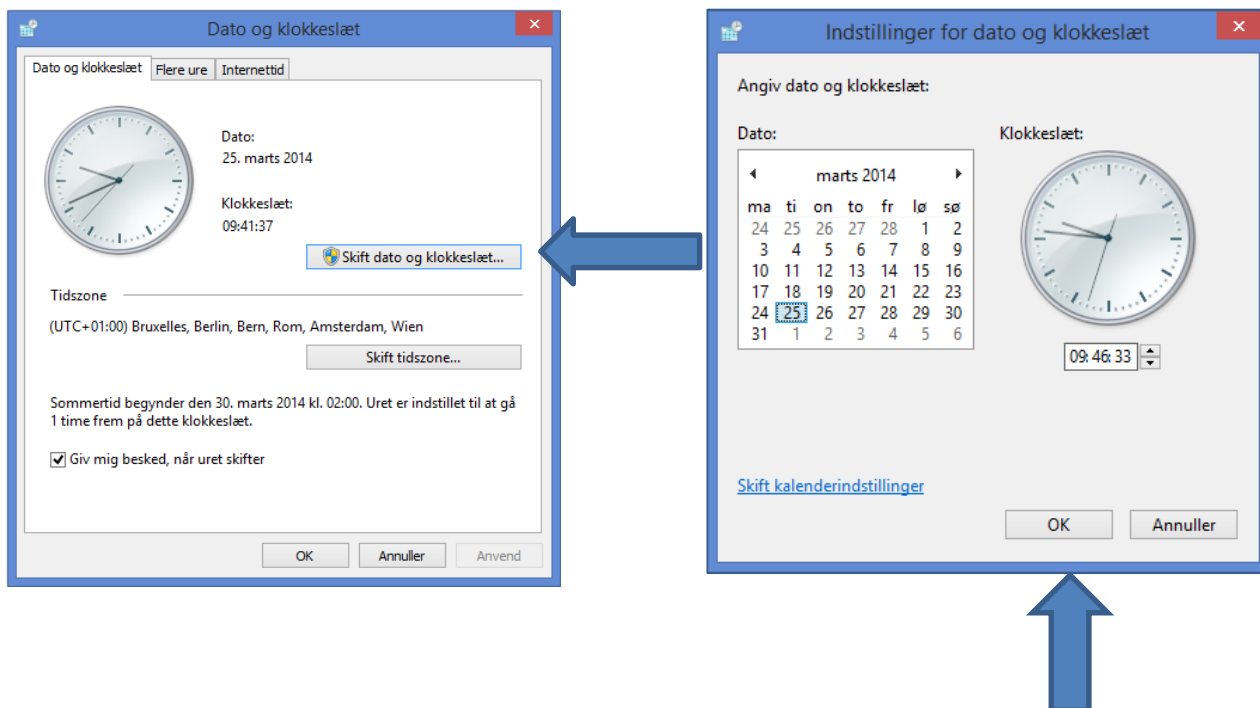 Dato og klokkeslæt
Dato og klokkeslæt Flere ure Internettid
Dato:
25. marts 2014
Klokkeslæt:
09:41:37
Skift dato og klokkeslæt...
Tidszone
(UTC+01:00) Bruxelles, Berlin, Bern, Rom, Amsterdam, Wien
Skift tidszone...
Sommertid begynder den 30. marts 2014 kl. 02:00. Uret er indstillet til at gå
1 time frem på dette klokkeslæt.
Giv mig besked, når uret skifter
OK Annuller Anvend
Indstillinger for dato og klokkeslæt
Angiv dato og klokkeslæt:
Dato:
marts 2014
ma ti on to fr lø sø
24 25 26 27 28 1 2
3 4 5 6 7 8 9
10 11 12 13 14 15 16
17 18 19 20 21 22 23
24 25 26 27 28 29 30
31 1 2 3 4 5 6
Klokkeslæt:
09:46:33
Skift kalenderindstillinger
OK Annuller